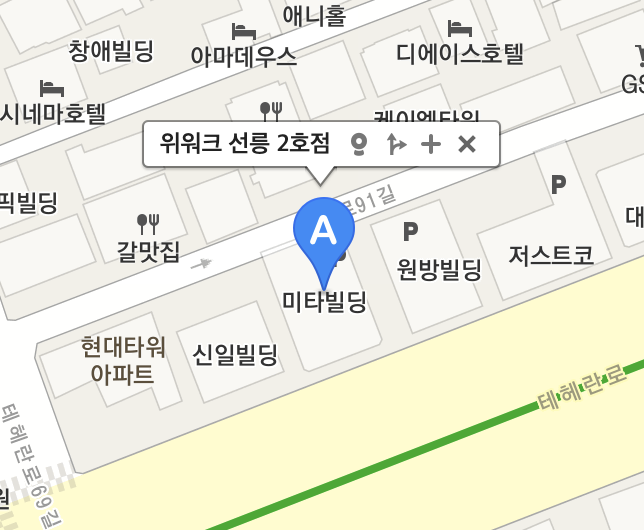 애니홀
창애빌딩
아마데우스
디에이스호텔
GS
시네마호텔
케이엘타워
위워크 선릉 2호점
픽빌딩
로91길
A
P
P
P
대
갈맛집
원방빌딩
저스트코
미타빌딩
현대타워
아파트
신일빌딩
테헤란로
테헤란로69길
원